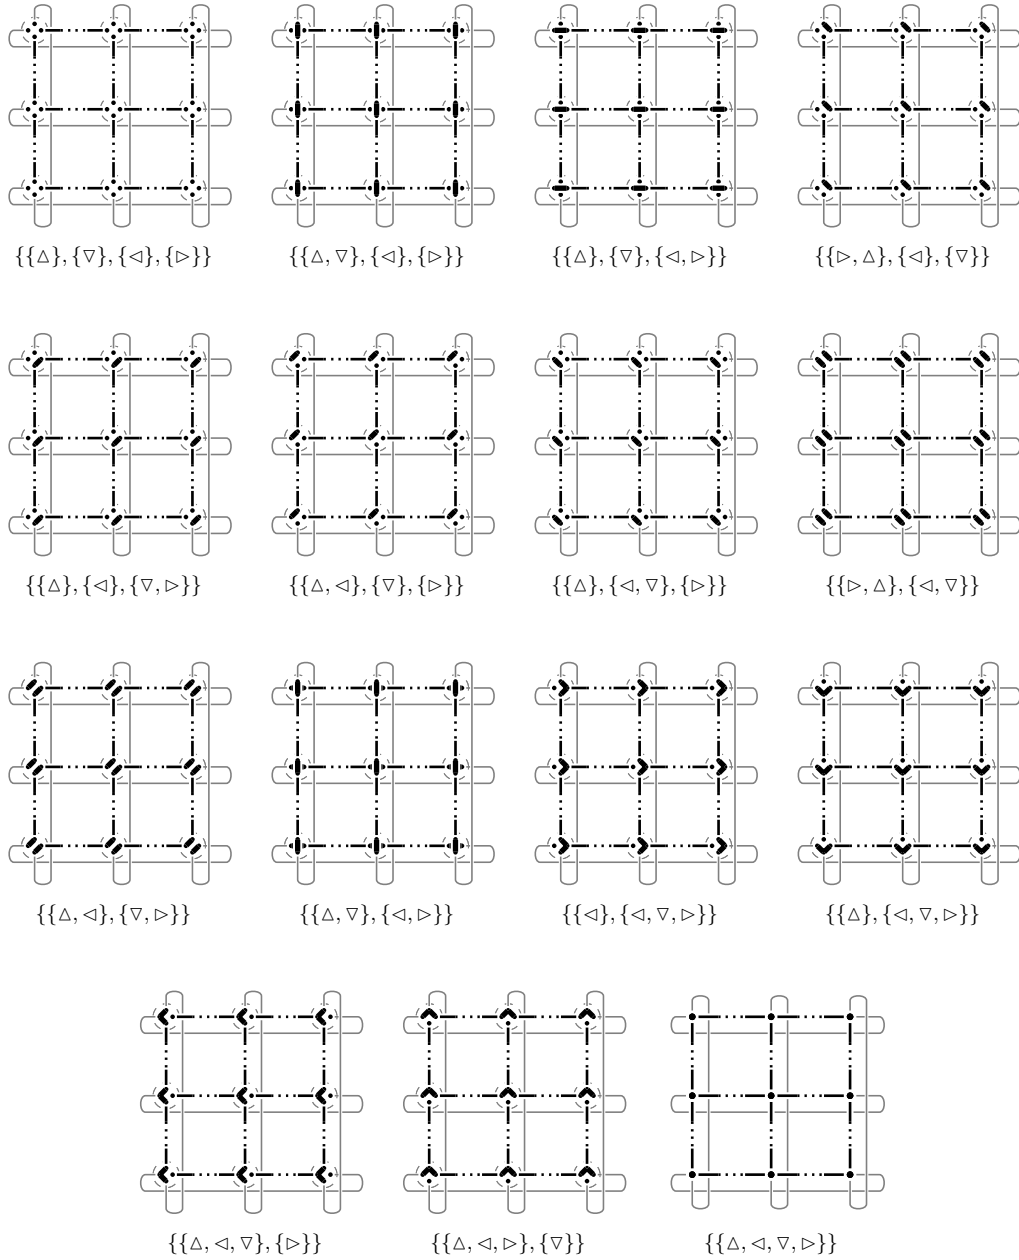 {{△}, {▽}, {◁}, {▷}} {{△, ▽}, {◁}, {▷}} {{△}, {▽}, {◁, ▷}} {{▷, △}, {◁}, {▽}}
{{△}, {◁}, {▽, ▷}} {{△, ◁}, {▽}, {▷}} {{△}, {◁, ▽}, {▷}} {{▷, △}, {◁, ▽}}
{{△, ◁}, {▽, ▷}} {{△, ▽}, {◁, ▷}} {{◁}, {◁, ▽, ▷}} {{△}, {◁, ▽, ▷}}
{{△, ◁, ▽}, {▷}} {{△, ◁, ▷}, {▽}} {{△, ◁, ▽, ▷}}